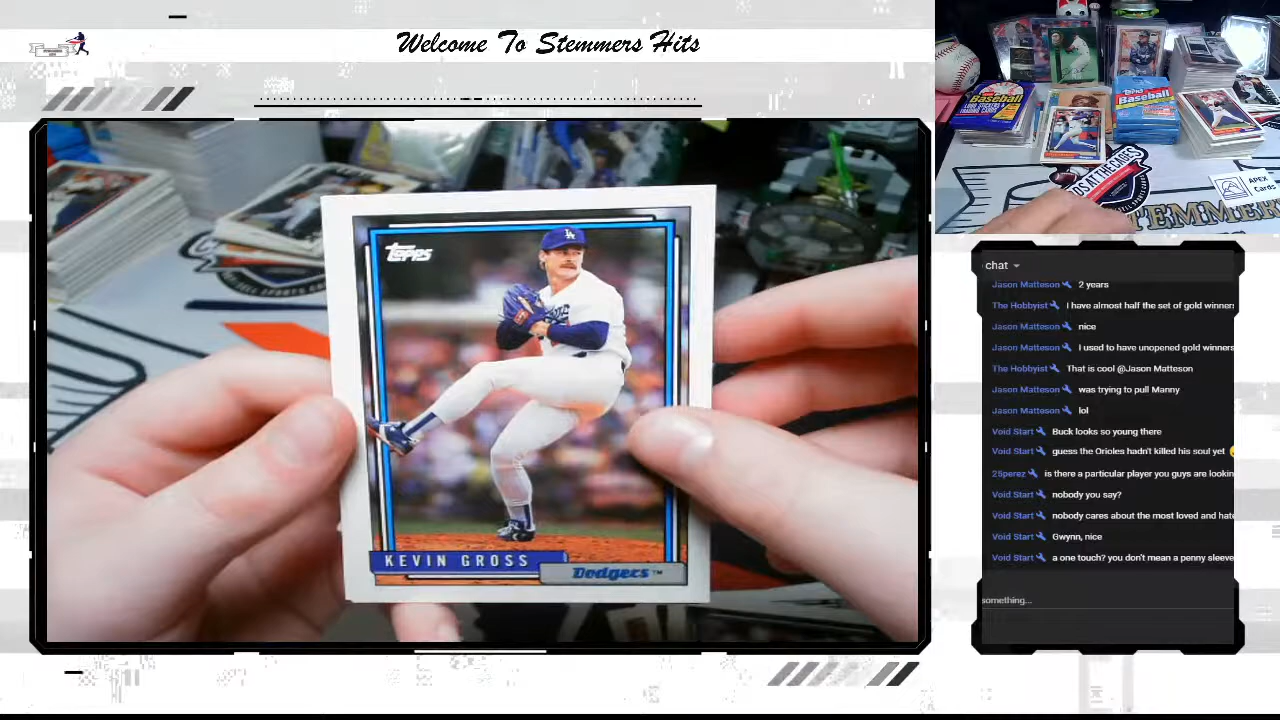 Welcome To Stemmers Hits
TOPPS
KEVIN GROSS
Dodgers™
LA
Baseball
TOPPS
Baseball
APEX
Cards
chat
Jason Matteson 2 years
The Hobbyist I have almost half the set of gold winners
Jason Matteson nice
Jason Matteson I used to have unopened gold winners
The Hobbyist That is cool @Jason Matteson
Jason Matteson was trying to pull Manny
Jason Matteson lol
Void Start Buck looks so young there
Void Start guess the Orioles hadn't killed his soul yet
25perez is there a particular player you guys are lookin
Void Start nobody you say?
Void Start nobody cares about the most loved and hate
Void Start Gwynn, nice
Void Start a one touch? you don't mean a penny sleeve
something...